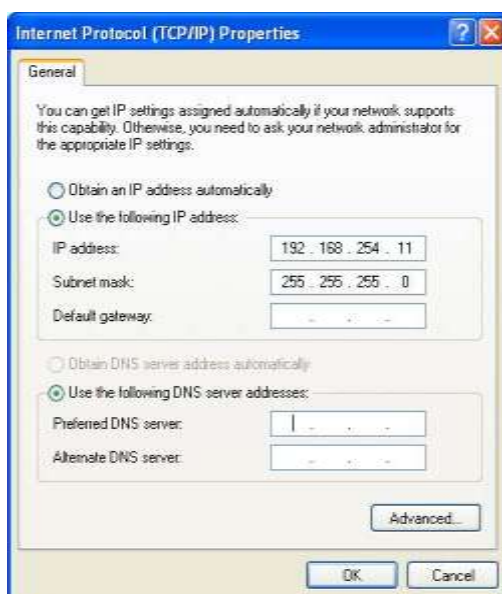 Internet Protocol (TCP/IP) Properties
General
You can get IP settings assigned automatically if your network supports
this capability. Otherwise, you need to ask your network administrator for
the appropriate IP settings.
Obtain an IP address automatically
Use the following IP address:
IP address: 192 . 168 . 254 . 11
Subnet mask: 255 . 255 . 255 . 0
Default gateway: . . .
Obtain DNS server address automatically
Use the following DNS server addresses:
Preferred DNS server: . . .
Alternate DNS server: . . .
Advanced...
OK Cancel